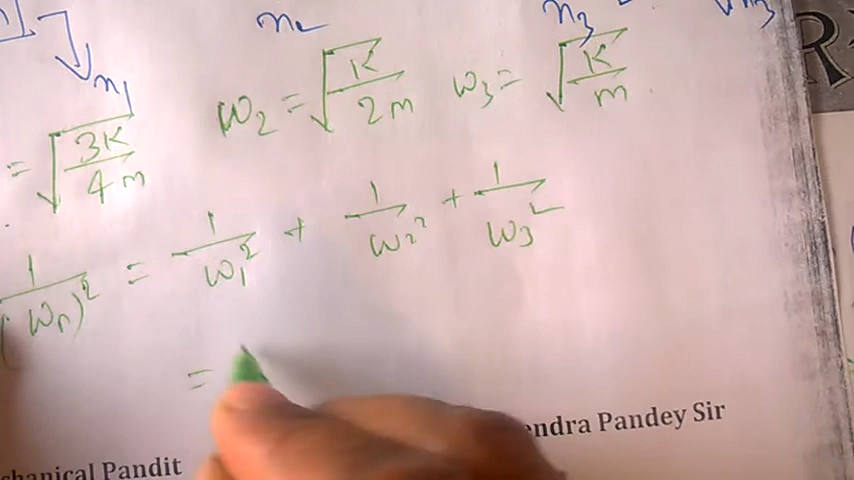 n₁ n₂ n₃ √n₃
= √(3K/4m) ω₂ = √(K/2m) ω₃ = √(K/m)
1/(ωₙ)² = 1/ω₁² + 1/ω₂² + 1/ω₃²
=
endra Pandey Sir
chanical Pandit